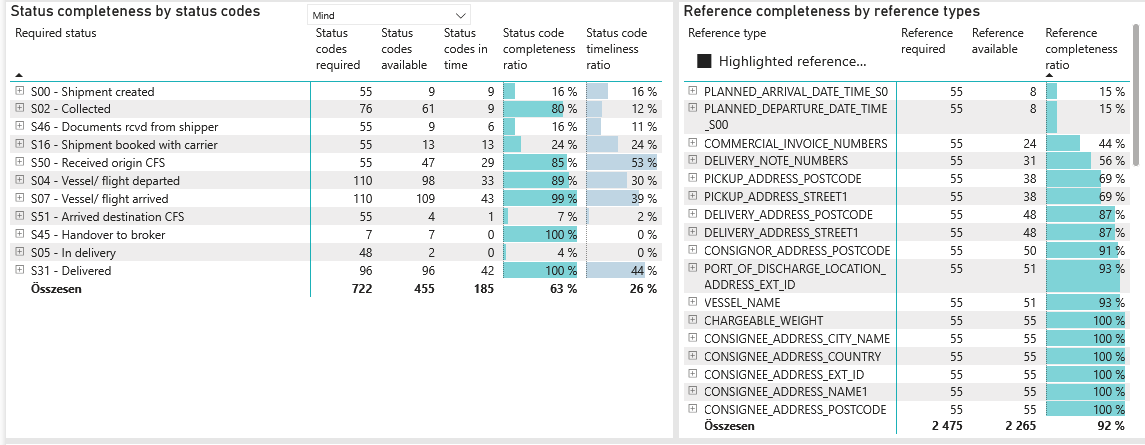 Status completeness by status codes
Mind
Required status
Status codes required
Status codes available
Status codes in time
Status code completeness ratio
Status code timeliness ratio
S00 - Shipment created 55 9 9 16 % 16 %
S02 - Collected 76 61 9 80 % 12 %
S46 - Documents rcvd from shipper 55 9 6 16 % 11 %
S16 - Shipment booked with carrier 55 13 13 24 % 24 %
S50 - Received origin CFS 55 47 29 85 % 53 %
S04 - Vessel/ flight departed 110 98 33 89 % 30 %
S07 - Vessel/ flight arrived 110 109 43 99 % 39 %
S51 - Arrived destination CFS 55 4 1 7 % 2 %
S45 - Handover to broker 7 7 0 100 % 0 %
S05 - In delivery 48 2 0 4 % 0 %
S31 - Delivered 96 96 42 100 % 44 %
Összesen 722 455 185 63 % 26 %
Reference completeness by reference types
Reference type
Reference required
Reference available
Reference completeness ratio
Highlighted reference...
PLANNED_ARRIVAL_DATE_TIME_S0 55 8 15 %
PLANNED_DEPARTURE_DATE_TIME 55 8 15 %
_S00
COMMERCIAL_INVOICE_NUMBERS 55 24 44 %
DELIVERY_NOTE_NUMBERS 55 31 56 %
PICKUP_ADDRESS_POSTCODE 55 38 69 %
PICKUP_ADDRESS_STREET1 55 38 69 %
DELIVERY_ADDRESS_POSTCODE 55 48 87 %
DELIVERY_ADDRESS_STREET1 55 48 87 %
CONSIGNOR_ADDRESS_POSTCODE 55 50 91 %
PORT_OF_DISCHARGE_LOCATION_ 55 51 93 %
ADDRESS_EXT_ID
VESSEL_NAME 55 51 93 %
CHARGEABLE_WEIGHT 55 55 100 %
CONSIGNEE_ADDRESS_CITY_NAME 55 55 100 %
CONSIGNEE_ADDRESS_COUNTRY 55 55 100 %
CONSIGNEE_ADDRESS_EXT_ID 55 55 100 %
CONSIGNEE_ADDRESS_NAME1 55 55 100 %
CONSIGNEE_ADDRESS_POSTCODE 55 55 100 %
Összesen 2 475 2 265 92 %